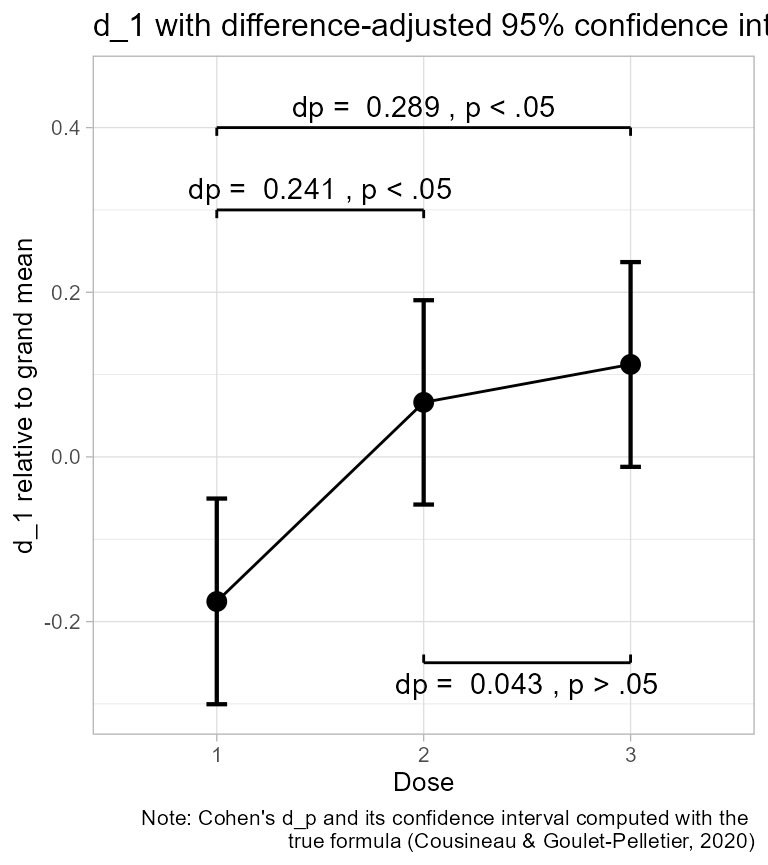 d_1 with difference-adjusted 95% confidence int
dp =  0.289 , p < .05
dp =  0.241 , p < .05
dp =  0.043 , p > .05
d_1 relative to grand mean
0.4
0.2
0.0
-0.2
1
2
3
Dose
Note: Cohen's d_p and its confidence interval computed with the
true formula (Cousineau & Goulet-Pelletier, 2020)